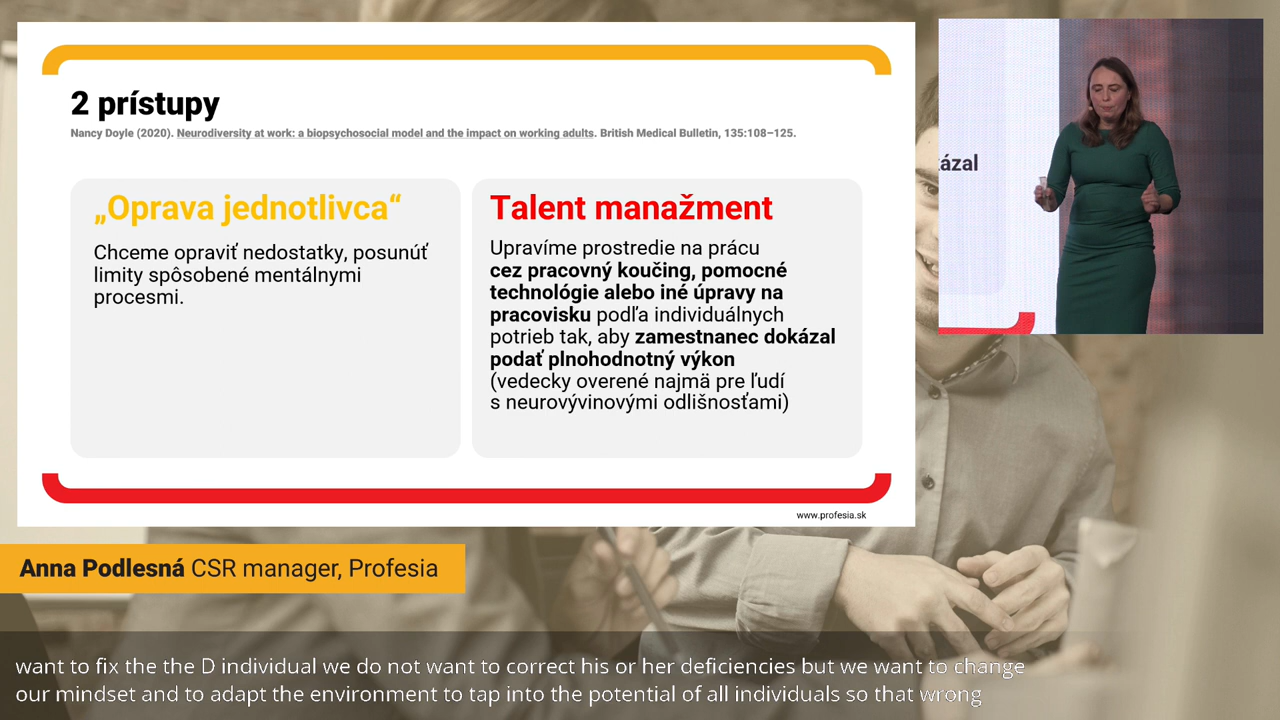 2 prístupy
Nancy Doyle (2020). Neurodiversity at work: a biopsychosocial model and the impact on working adults. British Medical Bulletin, 135:108–125.
„Oprava jednotlivca“
Chceme opraviť nedostatky, posunúť
limity spôsobené mentálnymi
procesmi.
Talent manažment
Upravíme prostredie na prácu
cez pracovný koučing, pomocné
technológie alebo iné úpravy na
pracovisku podľa individuálnych
potrieb tak, aby zamestnanec dokázal
podať plnohodnotný výkon
(vedecky overené najmä pre ľudí
s neurovývinovými odlišnosťami)
www.profesia.sk
ázal
Anna Podlesná CSR manager, Profesia
want to fix the the D individual we do not want to correct his or her deficiencies but we want to change
our mindset and to adapt the environment to tap into the potential of all individuals so that wrong